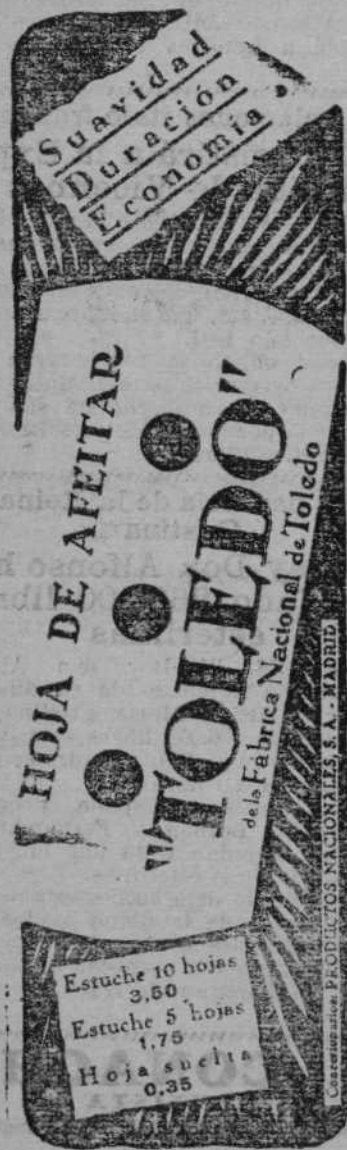 Suavidad
Duración
Economía
HOJA DE AFEITAR
"TOLEDO"
de la Fábrica Nacional de Toledo
Estuche 10 hojas
3,50
Estuche 5 hojas
1,75
Hoja suelta
0,35
Concesionarios: PRODUCTOS NACIONALES, S. A. - MADRID